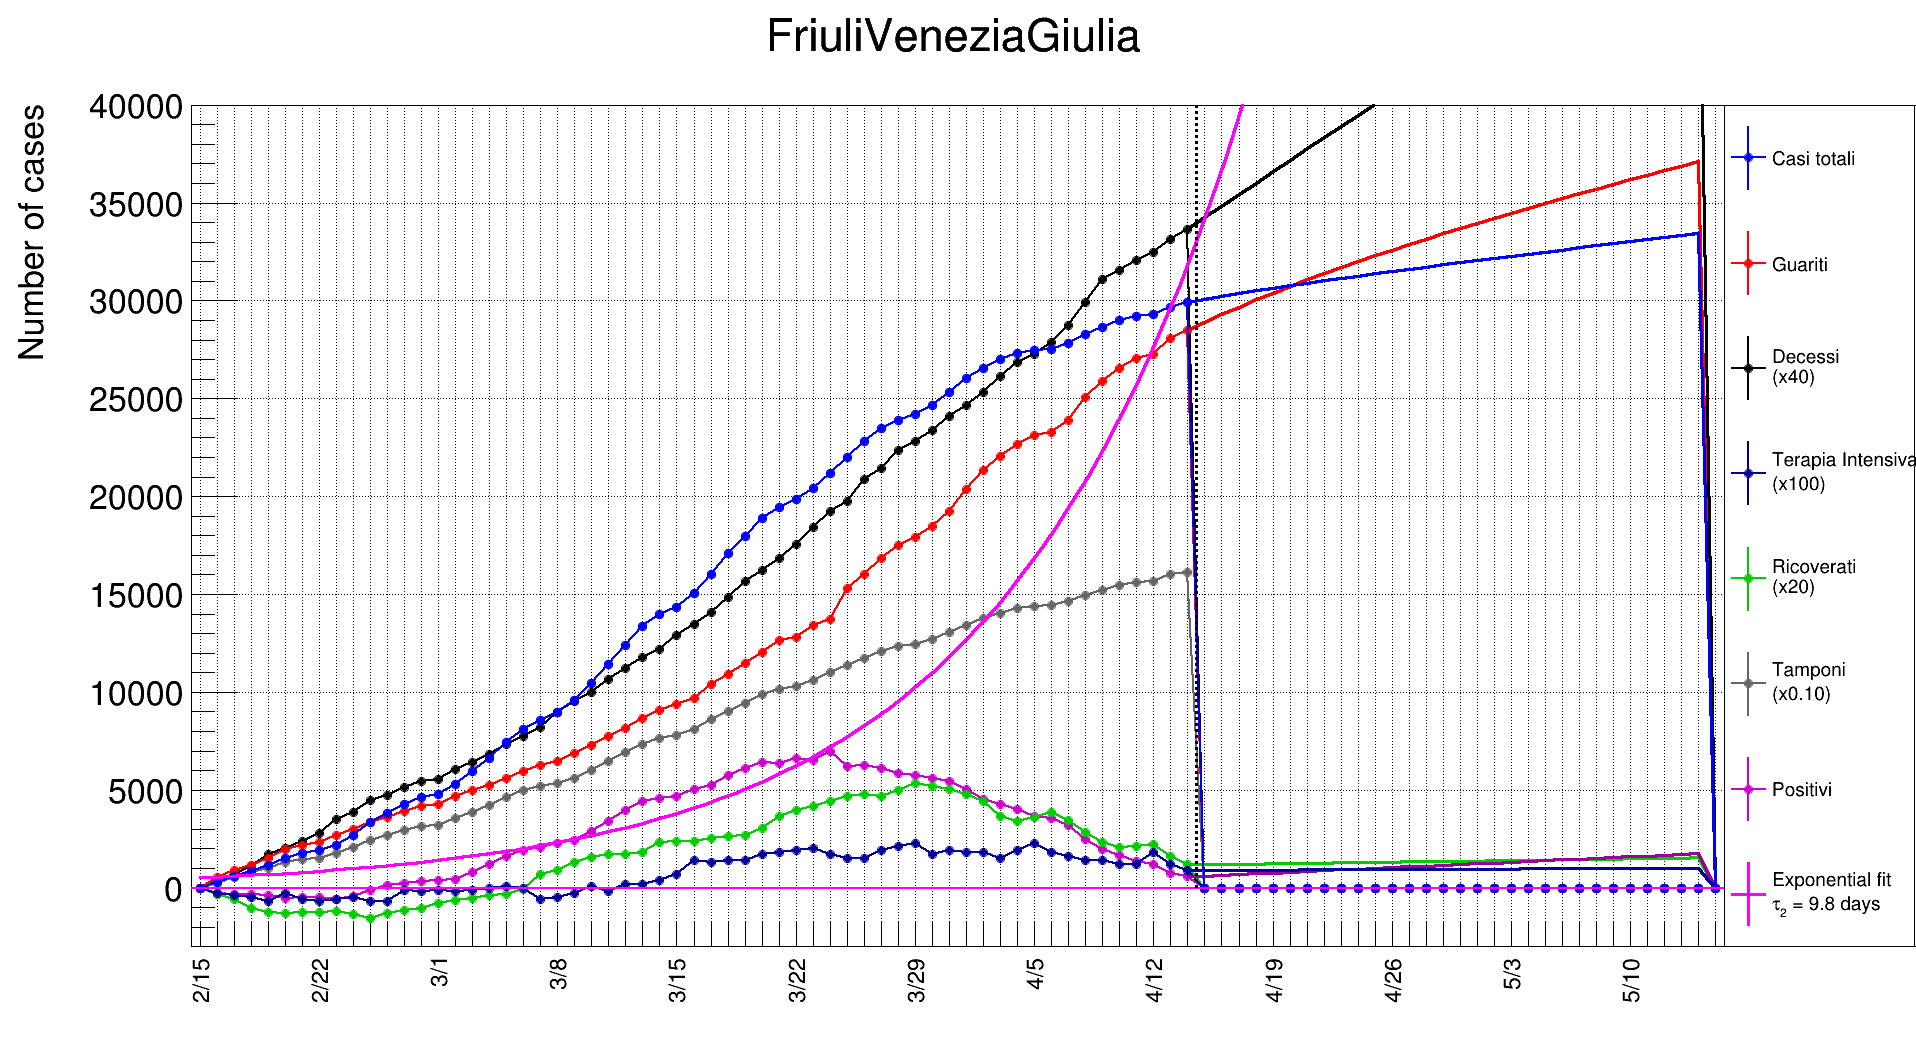 FriuliVeneziaGiulia
Number of cases
40000
35000
30000
25000
20000
15000
10000
5000
0
2/15
2/22
3/1
3/8
3/15
3/22
3/29
4/5
4/12
4/19
4/26
5/3
5/10
Casi totali
Guariti
Decessi
(x40)
Terapia Intensiva
(x100)
Ricoverati
(x20)
Tamponi
(x0.10)
Positivi
Exponential fit
τ2 = 9.8 days